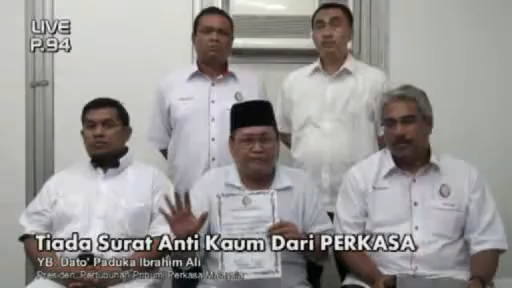 LIVE
P.94
Tiada Surat Anti Kaum Dari PERKASA
YB. Dato' Paduka Ibrahim Ali
Presiden, Pertubuhan Pribumi Perkasa Malaysia